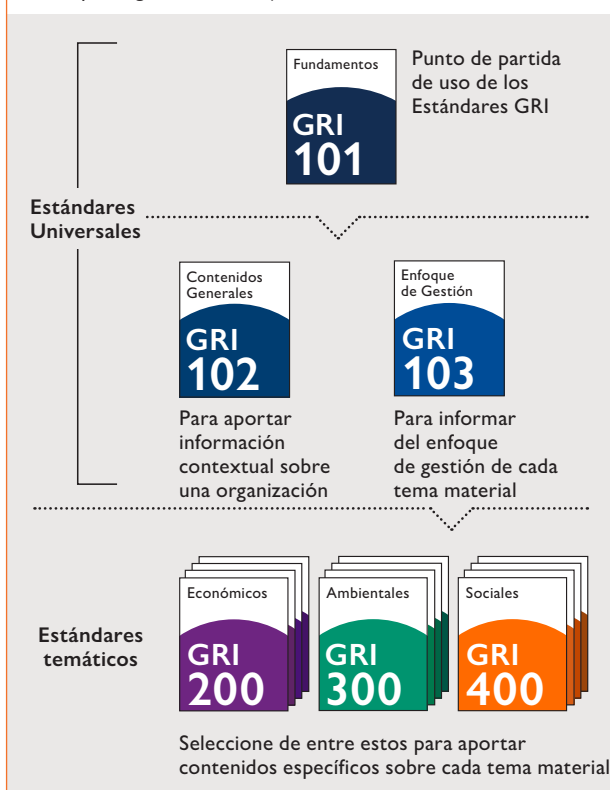 Fundamentos
GRI
101
Punto de partida
de uso de los
Estándares GRI
Estándares
Universales
Contenidos
Generales
GRI
102
Enfoque
de Gestión
GRI
103
Para aportar
información
contextual sobre
una organización
Para informar
del enfoque
de gestión de cada
tema material
Estándares
temáticos
Económicos
GRI
200
Ambientales
GRI
300
Sociales
GRI
400
Seleccione de entre estos para aportar
contenidos específicos sobre cada tema material